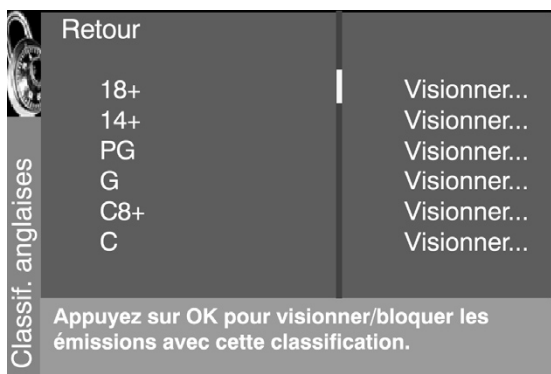 Retour
18+ Visionner...
14+ Visionner...
PG Visionner...
G Visionner...
C8+ Visionner...
C Visionner...
Classif. anglaises
Appuyez sur OK pour visionner/bloquer les
émissions avec cette classification.